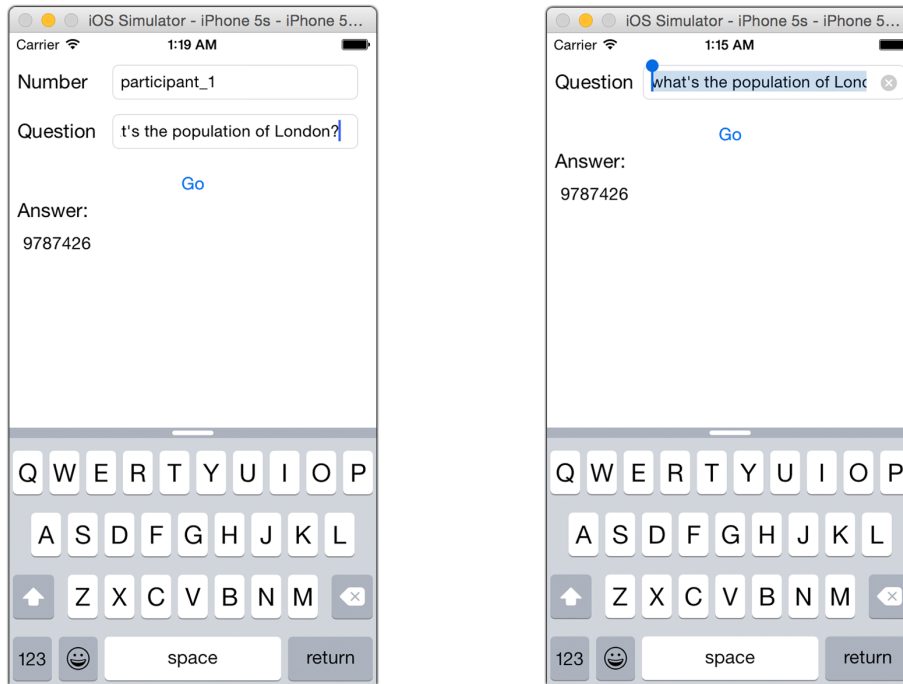 iOS Simulator - iPhone 5s - iPhone 5...
Carrier 1:19 AM
Number participant_1
Question t's the population of London?
Go
Answer:
9787426
Q W E R T Y U I O P
A S D F G H J K L
Z X C V B N M
123 space return
iOS Simulator - iPhone 5s - iPhone 5...
Carrier 1:15 AM
Question what's the population of Lond
Go
Answer:
9787426
Q W E R T Y U I O P
A S D F G H J K L
Z X C V B N M
123 space return